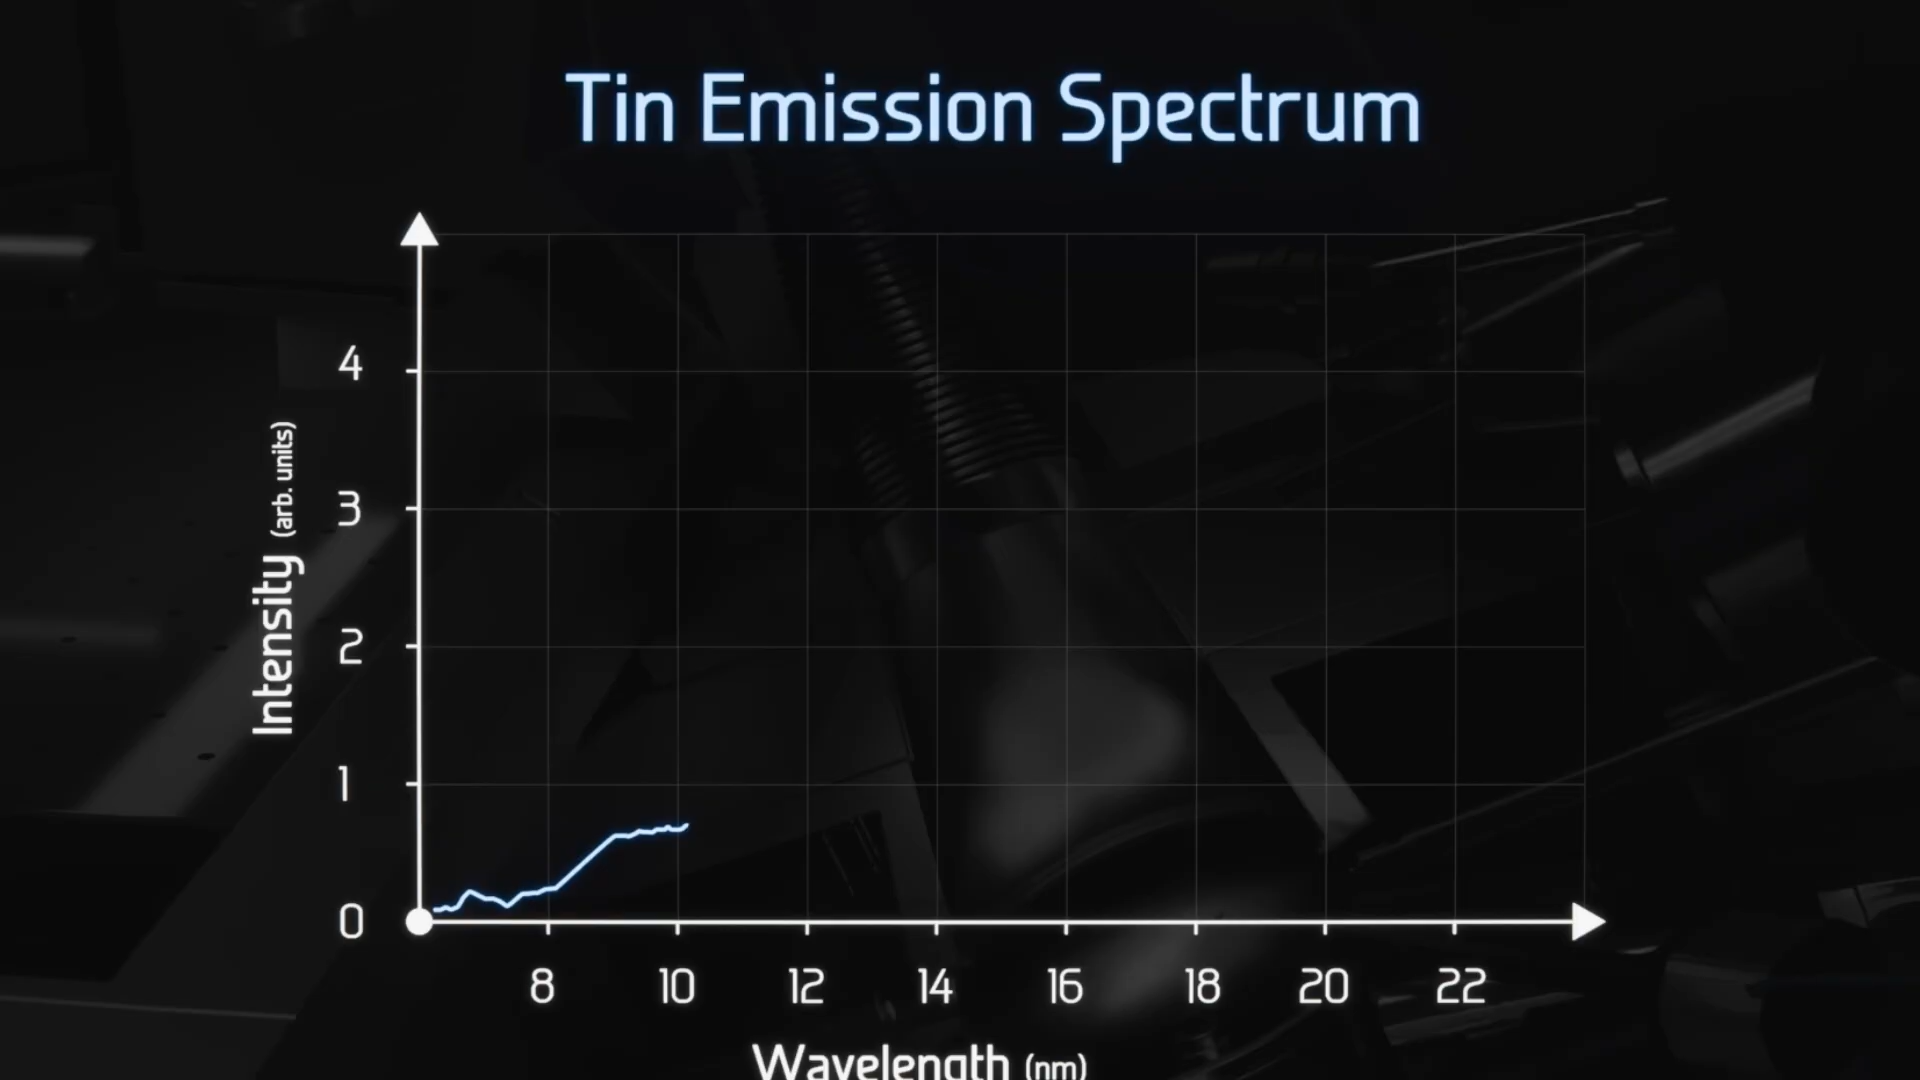 Tin Emission Spectrum
4
3
2
1
0
Intensity (arb. units)
8 10 12 14 16 18 20 22
Wavelength (nm)